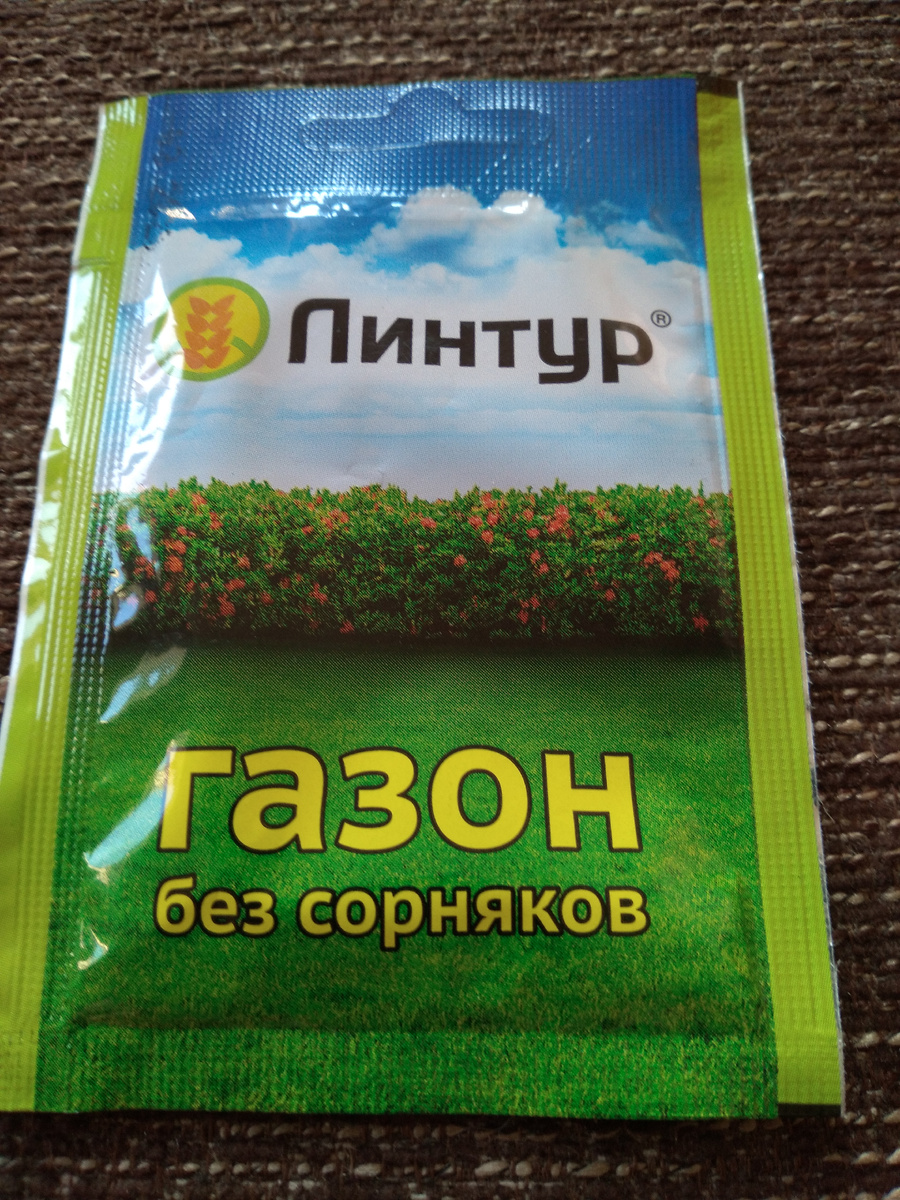 Линтур®
газон
без сорняков